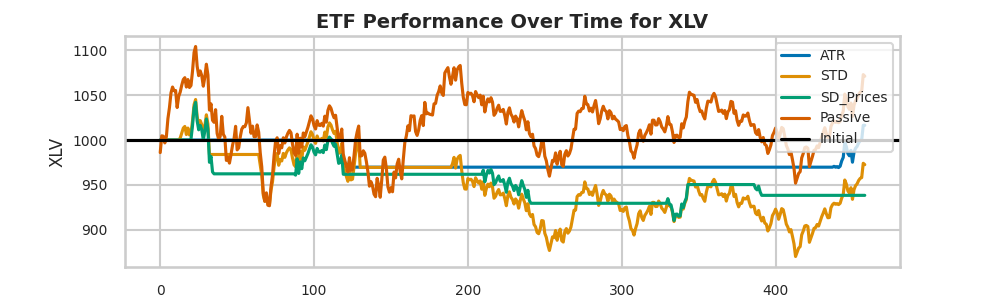 ETF Performance Over Time for XLV
1100
1050
1000
950
900
XLV
0
100
200
300
400
ATR
STD
SD_Prices
Passive
Initial